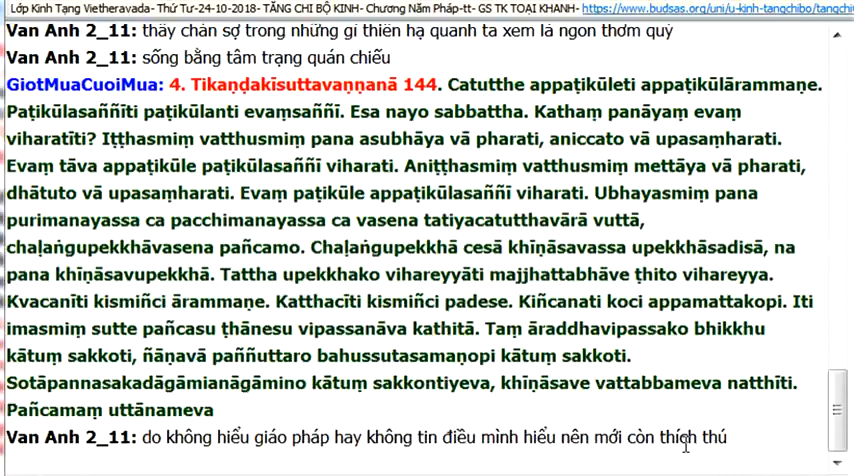 Lớp Kinh Tạng Vietheravada- Thứ Tư-24-10-2018- TĂNG CHI BỘ KINH- Chương Năm Pháp-tt- GS TK TOẠI KHANH- https://www.budsas.org/uni/u-kinh-tangchibo/tangchi
Van Anh 2_11: thấy chán sợ trong những gì thiên hạ quanh ta xem là ngon thơm quý
Van Anh 2_11: sống bằng tâm trạng quán chiếu
GiotMuaCuoiMua: 4. Tikaṇḍakīsuttavaṇṇanā 144. Catutthe appaṭikūleti appaṭikūlārammaṇe.
Paṭikūlasaññīti paṭikūlanti evaṃsaññī. Esa nayo sabbattha. Kathaṃ panāyaṃ evaṃ
viharatīti? Iṭṭhasmiṃ vatthusmiṃ pana asubhāya vā pharati, aniccato vā upasaṃharati.
Evaṃ tāva appaṭikūle paṭikūlasaññī viharati. Aniṭṭhasmiṃ vatthusmiṃ mettāya vā pharati,
dhātuto vā upasaṃharati. Evaṃ paṭikūle appaṭikūlasaññī viharati. Ubhayasmiṃ pana
purimanayassa ca pacchimanayassa ca vasena tatiyacatutthavārā vuttā,
chaḷaṅgupekkhāvasena pañcamo. Chaḷaṅgupekkhā cesā khīṇāsavassa upekkhāsadisā, na
pana khīṇāsavupekkhā. Tattha upekkhako vihareyyāti majjhattabhāve ṭhito vihareyya.
Kvacanīti kismiñci ārammaṇe. Katthacīti kismiñci padese. Kiñcanati koci appamattakopi. Iti
imasmiṃ sutte pañcasu ṭhānesu vipassanāva kathitā. Taṃ āraddhavipassako bhikkhu
kātuṃ sakkoti, ñāṇavā paññuttaro bahussutasamaṇopi kātuṃ sakkoti.
Sotāpannasakadāgāmianāgāmino kātuṃ sakkontiyeva, khīṇāsave vattabbameva natthīti.
Pañcamaṃ uttānameva
Van Anh 2_11: do không hiểu giáo pháp hay không tin điều mình hiểu nên mới còn thích thú